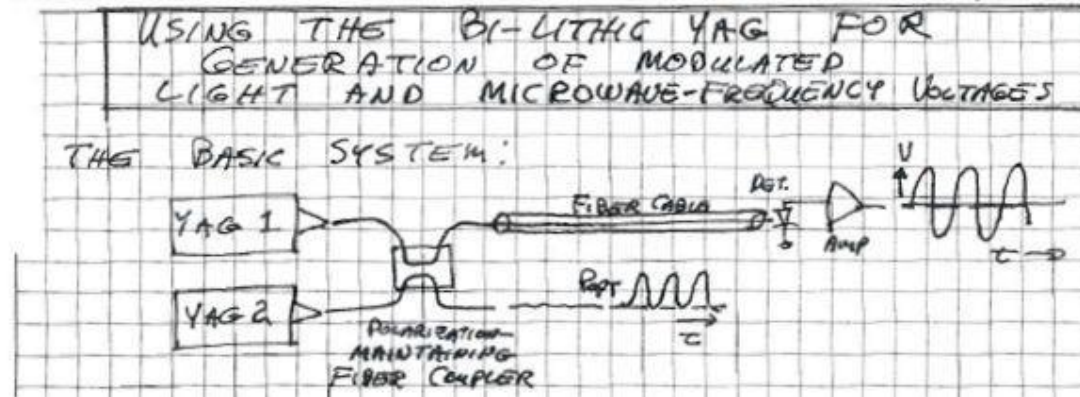 USING THE BI-LITHIC YAG FOR
GENERATION OF MODULATED
LIGHT AND MICROWAVE-FREQUENCY VOLTAGES
THE BASIC SYSTEM:
YAG 1
FIBER CABLE
DET.
AMP
V
τ
YAG 2
POPT
τ
POLARIZATION-
MAINTAINING
FIBER COUPLER